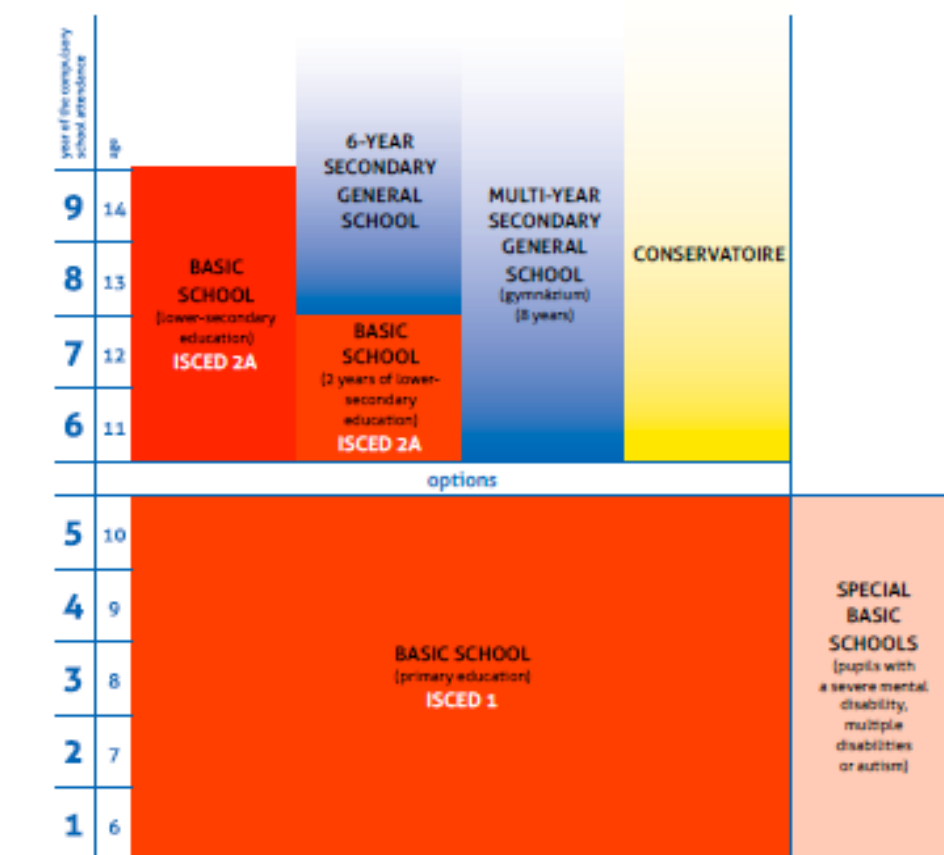 year of the compulsory
school attendance
age
9
14
8
13
7
12
6
11
BASIC
SCHOOL
(lower-secondary
education)
ISCED 2A
6-YEAR
SECONDARY
GENERAL
SCHOOL
BASIC
SCHOOL
(2 years of lower-
secondary
education)
ISCED 2A
MULTI-YEAR
SECONDARY
GENERAL
SCHOOL
(gymnázium)
(8 years)
CONSERVATOIRE
options
5
10
4
9
3
8
2
7
1
6
BASIC SCHOOL
(primary education)
ISCED 1
SPECIAL
BASIC
SCHOOLS
(pupils with
a severe mental
disability,
multiple
disabilities
or autism)